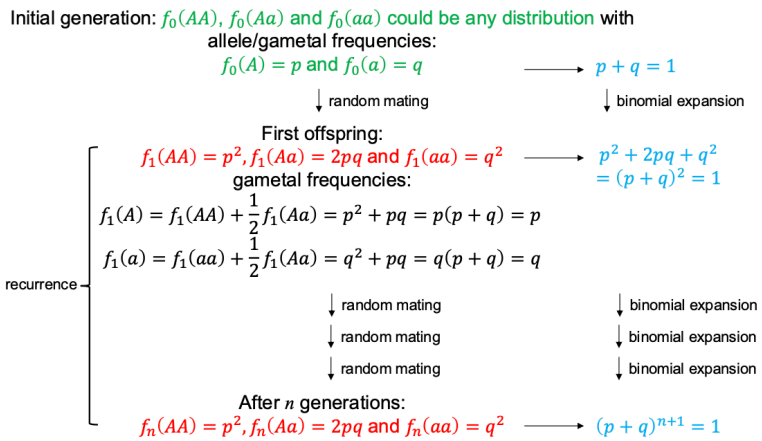 Initial generation: f₀(AA), f₀(Aa) and f₀(aa) could be any distribution with
allele/gametal frequencies:
f₀(A) = p and f₀(a) = q → p + q = 1
↓ random mating ↓ binomial expansion
First offspring:
f₁(AA) = p², f₁(Aa) = 2pq and f₁(aa) = q² → p² + 2pq + q²
= (p + q)² = 1
gametal frequencies:
f₁(A) = f₁(AA) + 1/2 f₁(Aa) = p² + pq = p(p + q) = p
f₁(a) = f₁(aa) + 1/2 f₁(Aa) = q² + pq = q(p + q) = q
recurrence
↓ random mating ↓ binomial expansion
↓ random mating ↓ binomial expansion
↓ random mating ↓ binomial expansion
After n generations:
fₙ(AA) = p², fₙ(Aa) = 2pq and fₙ(aa) = q² → (p + q)ⁿ⁺¹ = 1